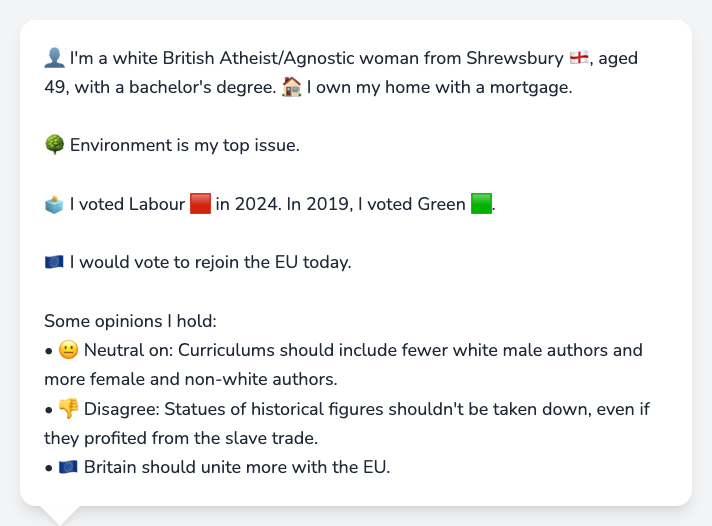 👤 I'm a white British Atheist/Agnostic woman from Shrewsbury 🏴󠁧󠁢󠁥󠁮󠁧󠁿, aged
49, with a bachelor's degree. 🏠 I own my home with a mortgage.
🌳 Environment is my top issue.
🗳️ I voted Labour 🟥 in 2024. In 2019, I voted Green 🟩.
🇪🇺 I would vote to rejoin the EU today.
Some opinions I hold:
• 😐 Neutral on: Curriculums should include fewer white male authors and
more female and non-white authors.
• 👎 Disagree: Statues of historical figures shouldn't be taken down, even if
they profited from the slave trade.
• 🇪🇺 Britain should unite more with the EU.